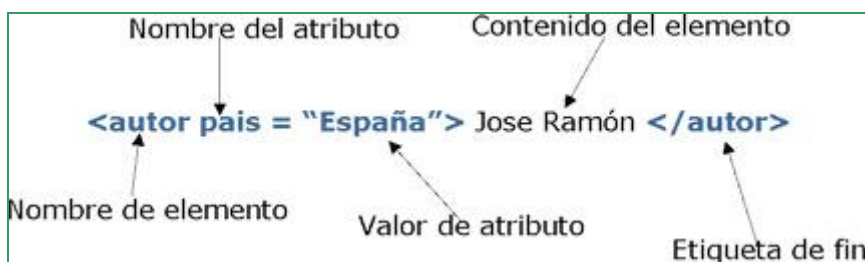 Nombre del atributo
Contenido del elemento
<autor pais = “España”> Jose Ramón </autor>
Nombre de elemento
Valor de atributo
Etiqueta de fin